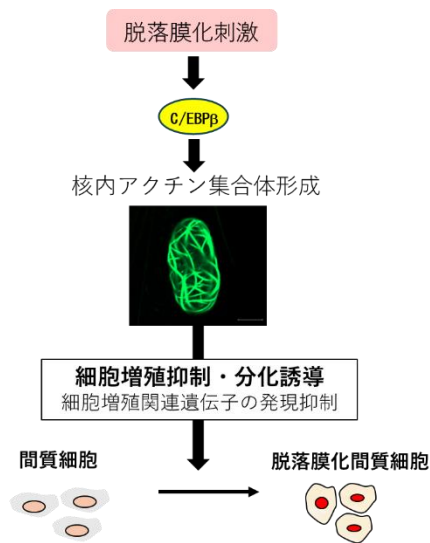 脱落膜化刺激
C/EBPβ
核内アクチン集合体形成
細胞増殖抑制・分化誘導
細胞増殖関連遺伝子の発現抑制
間質細胞
脱落膜化間質細胞